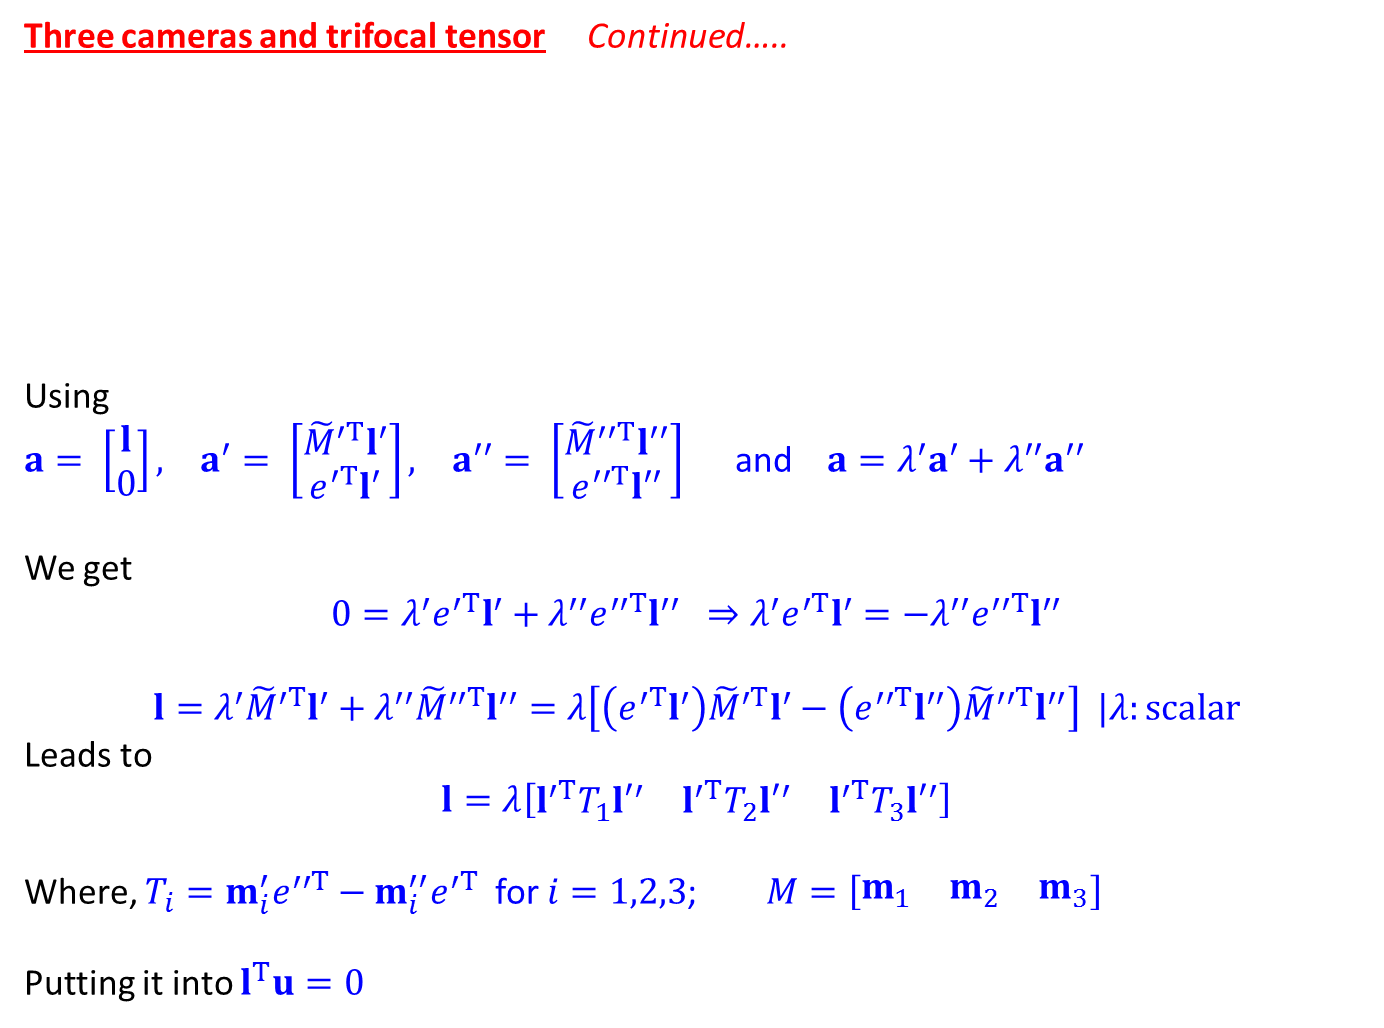 Three cameras and trifocal tensor Continued.....
Using
𝐚 = [𝐥 0], 𝐚′ = [M̃′ᵀ𝐥′ e′ᵀ𝐥′], 𝐚′′ = [M̃′′ᵀ𝐥′′ e′′ᵀ𝐥′′] and 𝐚 = λ′𝐚′ + λ′′𝐚′′
We get
0 = λ′e′ᵀ𝐥′ + λ′′e′′ᵀ𝐥′′ ⇒ λ′e′ᵀ𝐥′ = −λ′′e′′ᵀ𝐥′′
𝐥 = λ′M̃′ᵀ𝐥′ + λ′′M̃′′ᵀ𝐥′′ = λ[(e′ᵀ𝐥′)M̃′ᵀ𝐥′ − (e′′ᵀ𝐥′′)M̃′′ᵀ𝐥′′] |λ: scalar
Leads to
𝐥 = λ[𝐥′ᵀT₁𝐥′′ 𝐥′ᵀT₂𝐥′′ 𝐥′ᵀT₃𝐥′′]
Where, Tᵢ = 𝐦′ᵢe′′ᵀ − 𝐦′′ᵢe′ᵀ for i = 1,2,3; M = [𝐦₁ 𝐦₂ 𝐦₃]
Putting it into 𝐥ᵀ𝐮 = 0